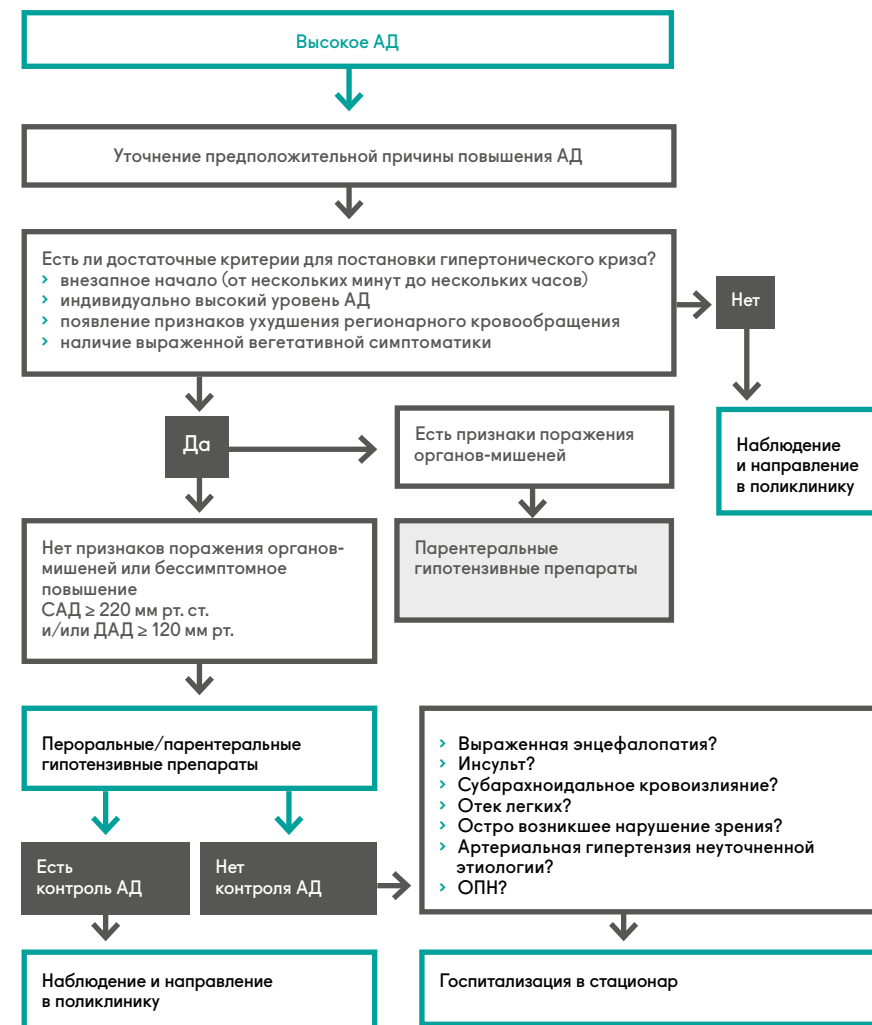 Высокое АД
Уточнение предположительной причины повышения АД
Есть ли достаточные критерии для постановки гипертонического криза?
› внезапное начало (от нескольких минут до нескольких часов)
› индивидуально высокий уровень АД
› появление признаков ухудшения регионарного кровообращения
› наличие выраженной вегетативной симптоматики
Нет
Наблюдение
и направление
в поликлинику
Да
Есть признаки поражения
органов-мишеней
Парентеральные
гипотензивные препараты
Нет признаков поражения органов-
мишеней или бессимптомное
повышение
САД ≥ 220 мм рт. ст.
и/или ДАД ≥ 120 мм рт.
Пероральные/парентеральные
гипотензивные препараты
Есть
контроль АД
Нет
контроля АД
› Выраженная энцефалопатия?
› Инсульт?
› Субарахноидальное кровоизлияние?
› Отек легких?
› Остро возникшее нарушение зрения?
› Артериальная гипертензия неуточненной
этиологии?
› ОПН?
Наблюдение и направление
в поликлинику
Госпитализация в стационар